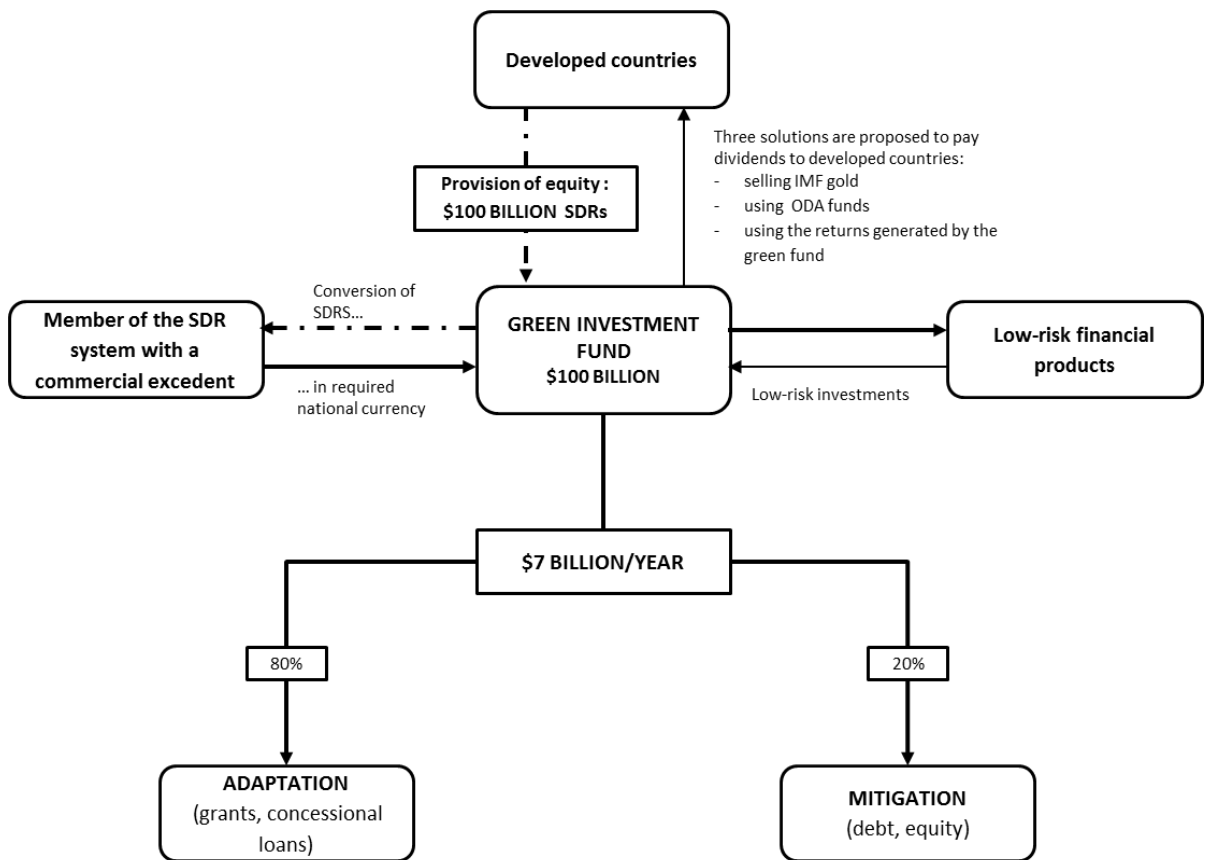 Developed countries
Three solutions are proposed to pay
dividends to developed countries:
- selling IMF gold
- using ODA funds
- using the returns generated by the
green fund
Provision of equity :
$100 BILLION SDRs
Conversion of
SDRS...
Member of the SDR
system with a
commercial excedent
... in required
national currency
GREEN INVESTMENT
FUND
$100 BILLION
Low-risk financial
products
Low-risk investments
$7 BILLION/YEAR
80%
20%
ADAPTATION
(grants, concessional
loans)
MITIGATION
(debt, equity)